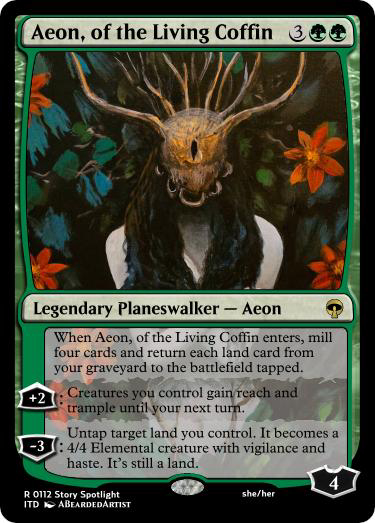 Aeon, of the Living Coffin 3
Legendary Planeswalker — Aeon
When Aeon, of the Living Coffin enters, mill
four cards and return each land card from
your graveyard to the battlefield tapped.
+2: Creatures you control gain reach and
trample until your next turn.
-3: Untap target land you control. It becomes a
4/4 Elemental creature with vigilance and
haste. It's still a land.
4
R 0112 Story Spotlight she/her
ITD ABeardedArtist